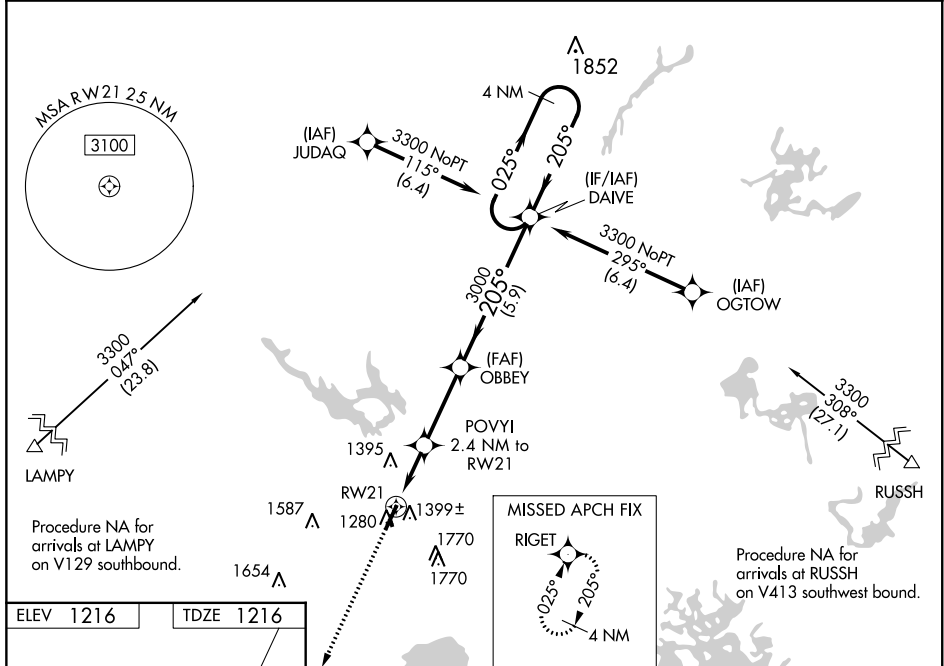 1852
4 NM
MSA RW21 25 NM
3100
(IAF)
JUDAQ
3300 NoPT
115°
(6.4)
025°
205°
(IF/IAF)
DAIVE
3300 NoPT
295°
(6.4)
(IAF)
OGTOW
3000
205°
(5.9)
3300
047°
(23.8)
LAMPY
(FAF)
OBBEY
3300
308°
(27.1)
RUSSH
POVYI
2.4 NM to
RW21
1395
RW21
1587
1280
1399±
1770
1770
1654
Procedure NA for
arrivals at LAMPY
on V129 southbound.
MISSED APCH FIX
RIGET
025°
205°
4 NM
Procedure NA for
arrivals at RUSSH
on V413 southwest bound.
ELEV 1216
TDZE 1216